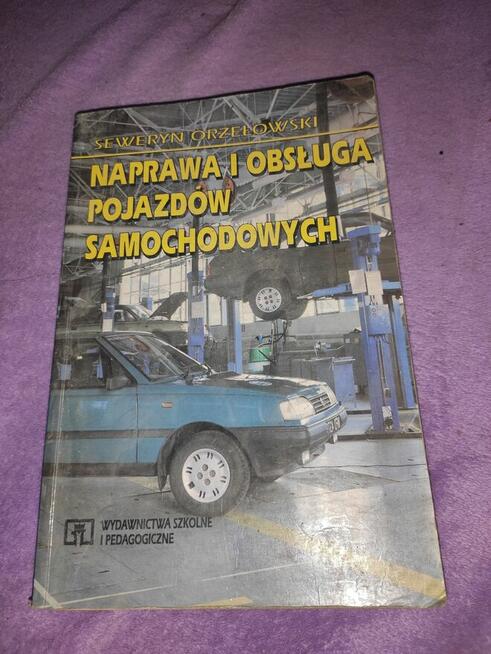 SEWERYN ORZEŁOWSKI
NAPRAWA I OBSŁUGA
POJAZDÓW
SAMOCHODOWYCH
WYDAWNICTWA SZKOLNE
I PEDAGOGICZNE